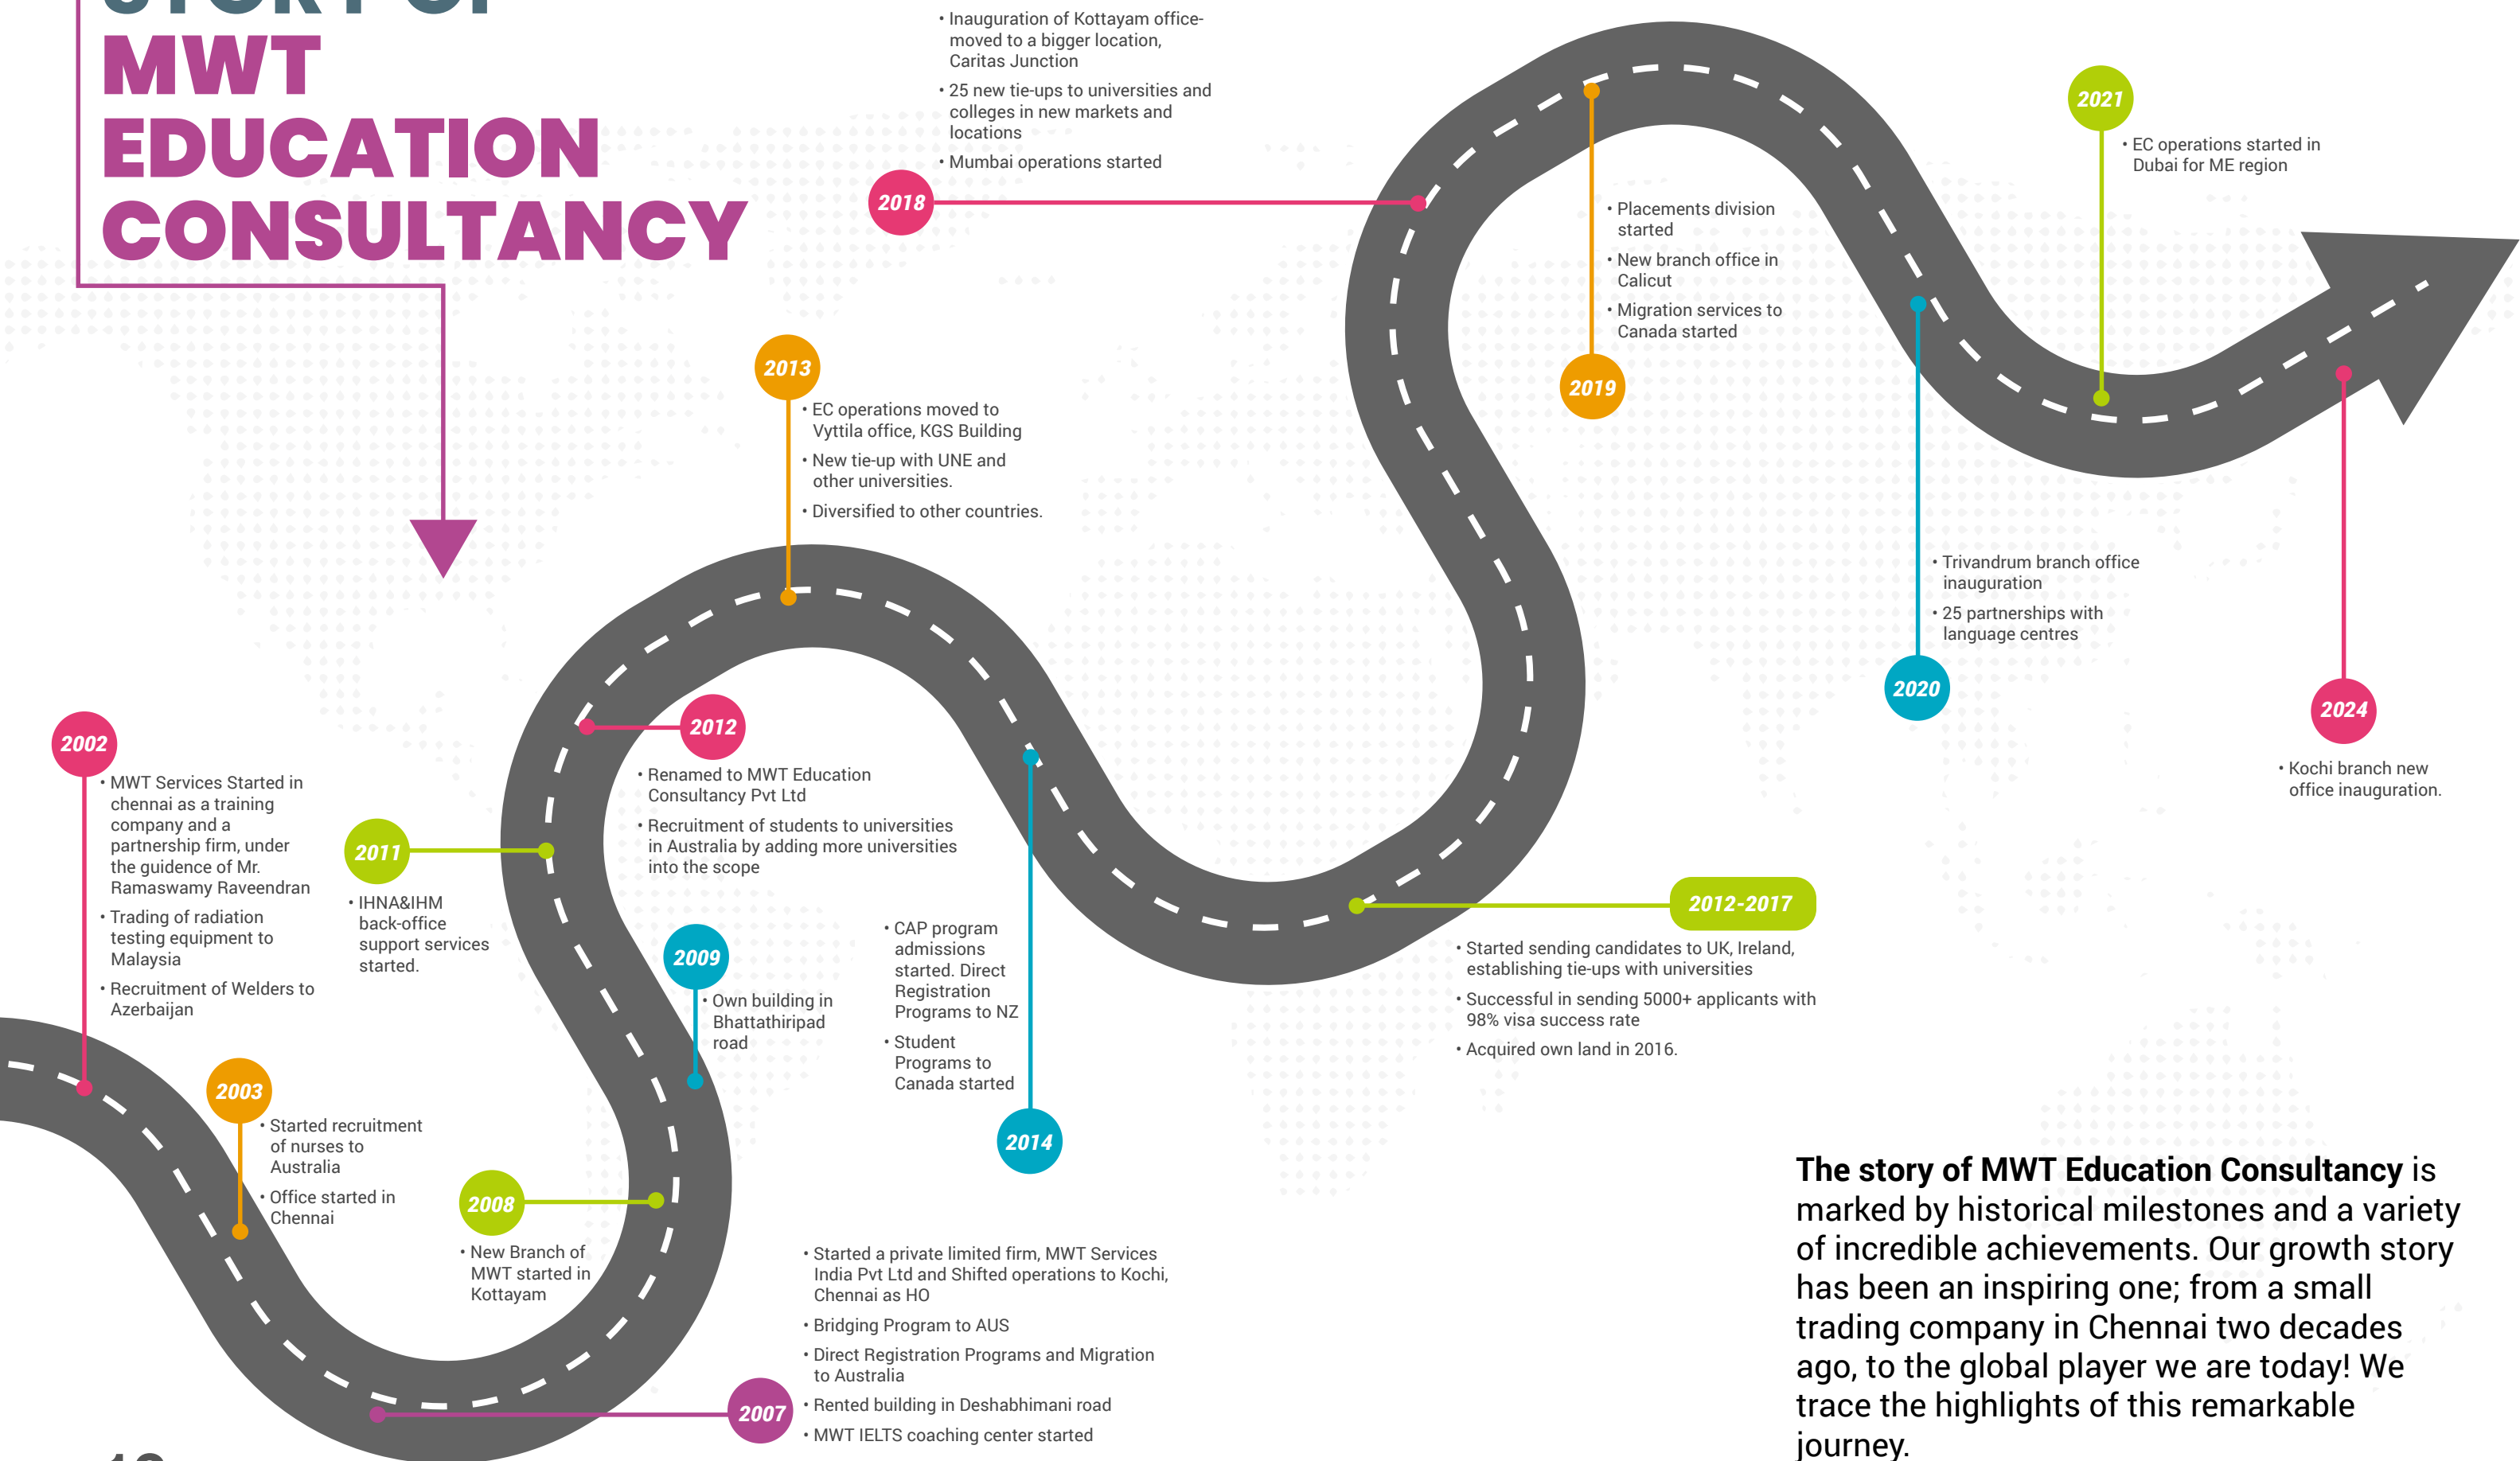 STORY OF
MWT
EDUCATION
CONSULTANCY
2002
• MWT Services Started in
chennai as a training
company and a
partnership firm, under
the guidence of Mr.
Ramaswamy Raveendran
• Trading of radiation
testing equipment to
Malaysia
• Recruitment of Welders to
Azerbaijan
2003
• Started recruitment
of nurses to
Australia
• Office started in
Chennai
2007
• Started a private limited firm, MWT Services
India Pvt Ltd and Shifted operations to Kochi,
Chennai as HO
• Bridging Program to AUS
• Direct Registration Programs and Migration
to Australia
• Rented building in Deshabhimani road
• MWT IELTS coaching center started
2008
• New Branch of
MWT started in
Kottayam
2009
• Own building in
Bhattathiripad
road
2011
• IHNA&IHM
back-office
support services
started.
2012
• Renamed to MWT Education
Consultancy Pvt Ltd
• Recruitment of students to universities
in Australia by adding more universities
into the scope
2013
• EC operations moved to
Vyttila office, KGS Building
• New tie-up with UNE and
other universities.
• Diversified to other countries.
2014
• CAP program
admissions
started. Direct
Registration
Programs to NZ
• Student
Programs to
Canada started
2012-2017
• Started sending candidates to UK, Ireland,
establishing tie-ups with universities
• Successful in sending 5000+ applicants with
98% visa success rate
• Acquired own land in 2016.
2018
• Inauguration of Kottayam office-
moved to a bigger location,
Caritas Junction
• 25 new tie-ups to universities and
colleges in new markets and
locations
• Mumbai operations started
2019
• Placements division
started
• New branch office in
Calicut
• Migration services to
Canada started
2020
• Trivandrum branch office
inauguration
• 25 partnerships with
language centres
2021
• EC operations started in
Dubai for ME region
2024
• Kochi branch new
office inauguration.
The story of MWT Education Consultancy is
marked by historical milestones and a variety
of incredible achievements. Our growth story
has been an inspiring one; from a small
trading company in Chennai two decades
ago, to the global player we are today! We
trace the highlights of this remarkable
journey.